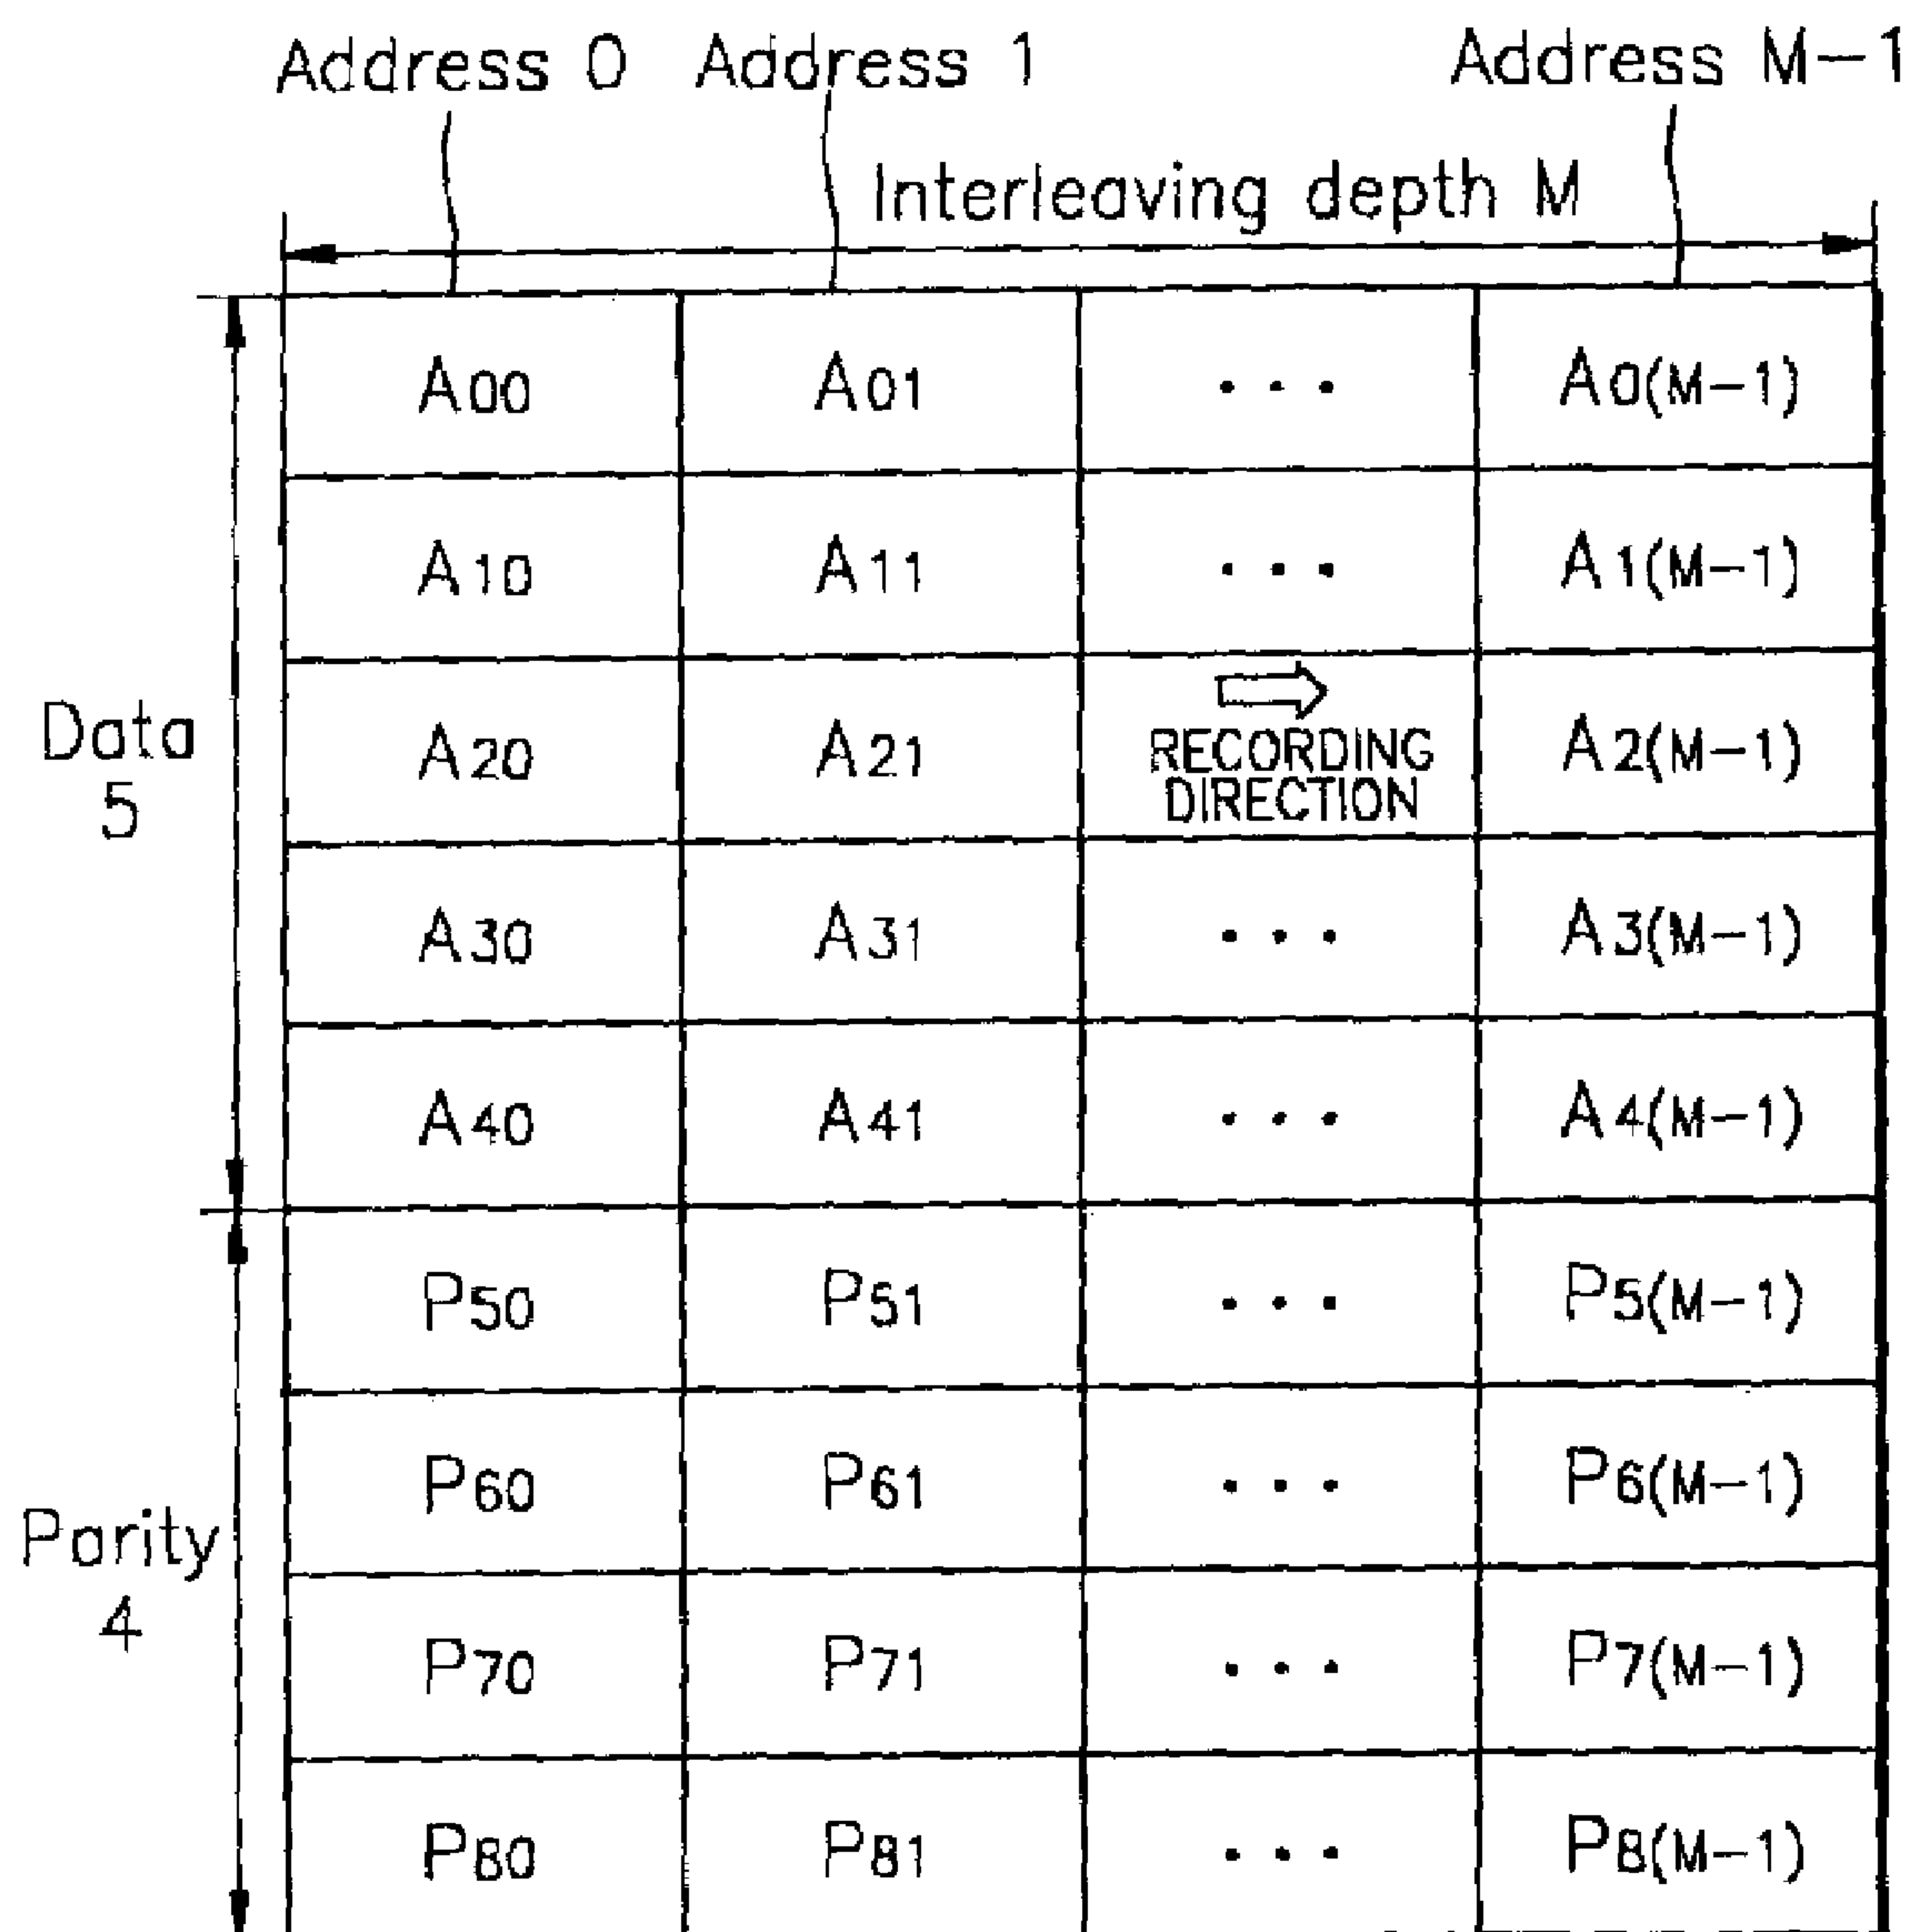 Address 0 Address 1 Address M-1
Interleaving depth M
A00 A01 ... A0(M-1)
A10 A11 ... A1(M-1)
Data
5
A20 A21 RECORDING DIRECTION A2(M-1)
A30 A31 ... A3(M-1)
A40 A41 ... A4(M-1)
P50 P51 ... P5(M-1)
Parity
4
P60 P61 ... P6(M-1)
P70 P71 ... P7(M-1)
P80 P81 ... P8(M-1)